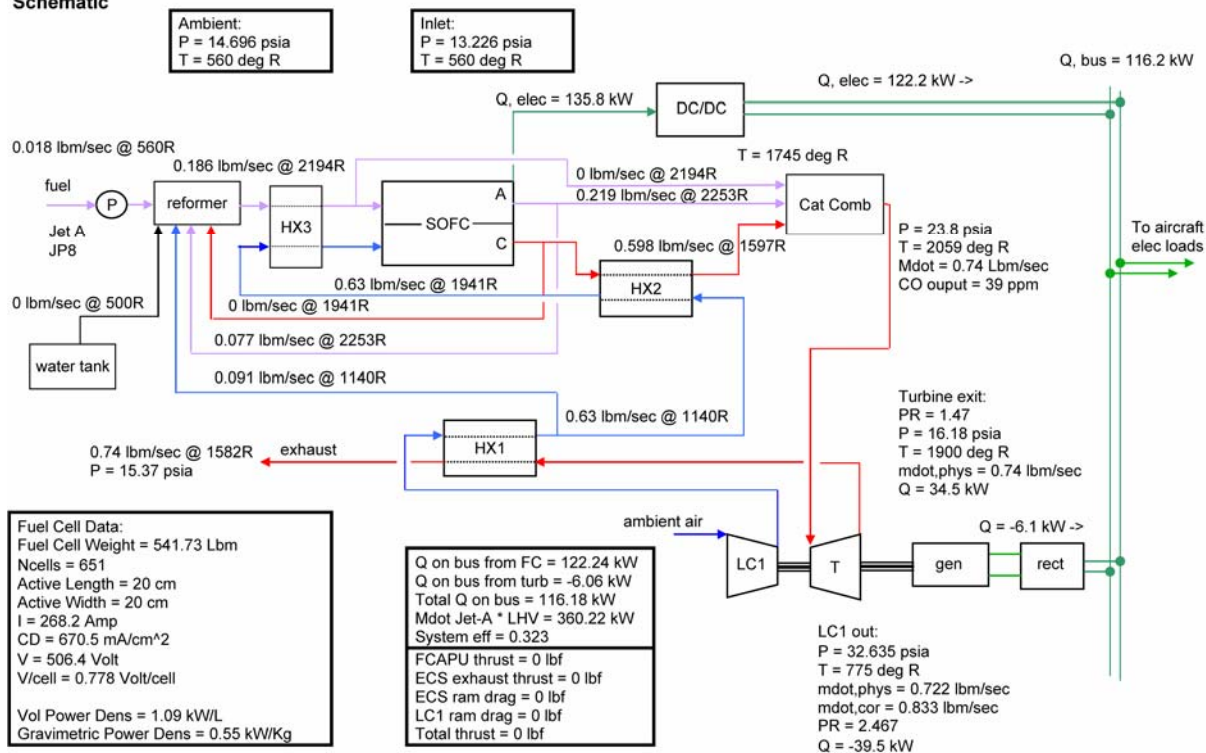 Schematic
Ambient:
P = 14.696 psia
T = 560 deg R
Inlet:
P = 13.226 psia
T = 560 deg R
Q, bus = 116.2 kW
Q, elec = 122.2 kW ->
Q, elec = 135.8 kW
DC/DC
0.018 lbm/sec @ 560R
0.186 lbm/sec @ 2194R
T = 1745 deg R
fuel
P
reformer
HX3
A
SOFC
C
0 lbm/sec @ 2194R
0.219 lbm/sec @ 2253R
Cat Comb
Jet A
JP8
0.598 lbm/sec @ 1597R
P = 23.8 psia
T = 2059 deg R
Mdot = 0.74 Lbm/sec
CO ouput = 39 ppm
To aircraft
elec loads
0.63 lbm/sec @ 1941R
HX2
0 lbm/sec @ 500R
0 lbm/sec @ 1941R
0.077 lbm/sec @ 2253R
water tank
0.091 lbm/sec @ 1140R
0.63 lbm/sec @ 1140R
Turbine exit:
PR = 1.47
P = 16.18 psia
T = 1900 deg R
mdot,phys = 0.74 lbm/sec
Q = 34.5 kW
0.74 lbm/sec @ 1582R
P = 15.37 psia
exhaust
HX1
ambient air
Q = -6.1 kW ->
LC1
T
gen
rect
Fuel Cell Data:
Fuel Cell Weight = 541.73 Lbm
Ncells = 651
Active Length = 20 cm
Active Width = 20 cm
I = 268.2 Amp
CD = 670.5 mA/cm^2
V = 506.4 Volt
V/cell = 0.778 Volt/cell
Vol Power Dens = 1.09 kW/L
Gravimetric Power Dens = 0.55 kW/Kg
Q on bus from FC = 122.24 kW
Q on bus from turb = -6.06 kW
Total Q on bus = 116.18 kW
Mdot Jet-A * LHV = 360.22 kW
System eff = 0.323
FCAPU thrust = 0 lbf
ECS exhaust thrust = 0 lbf
ECS ram drag = 0 lbf
LC1 ram drag = 0 lbf
Total thrust = 0 lbf
LC1 out:
P = 32.635 psia
T = 775 deg R
mdot,phys = 0.722 lbm/sec
mdot,cor = 0.833 lbm/sec
PR = 2.467
Q = -39.5 kW